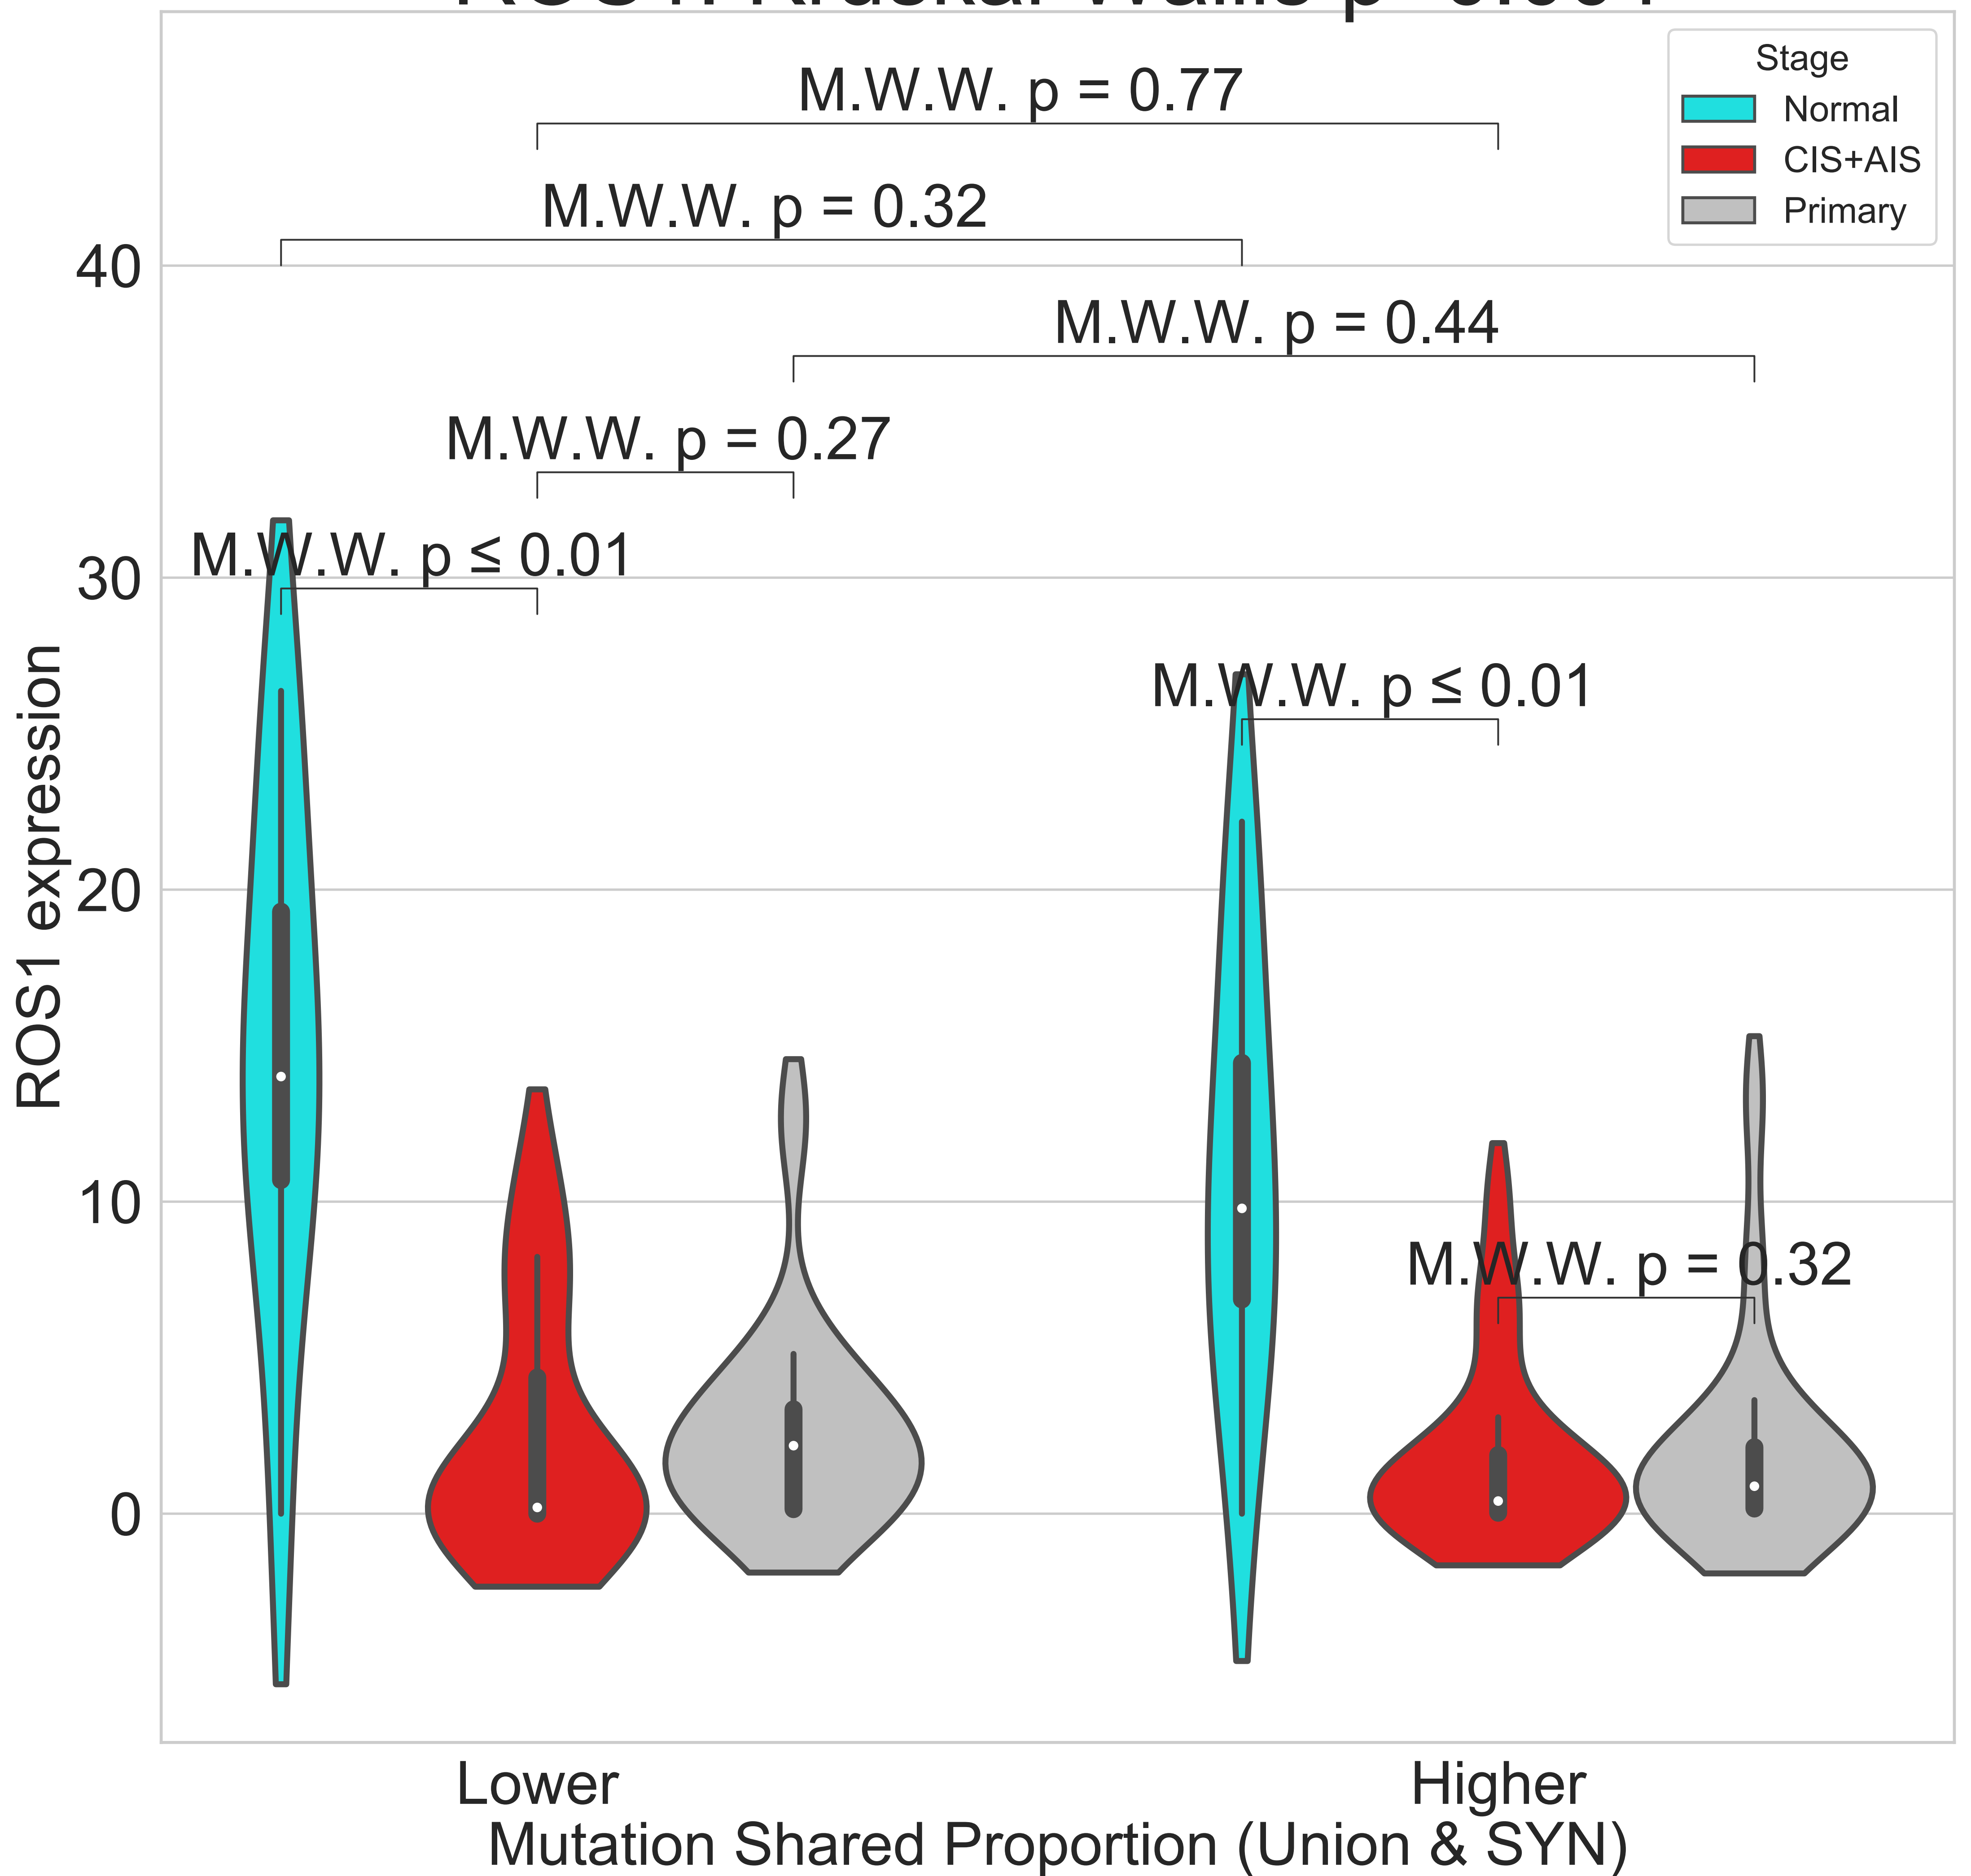 Stage
Normal
CIS+AIS
Primary
M.W.W. p = 0.77
M.W.W. p = 0.32
M.W.W. p = 0.44
M.W.W. p = 0.27
M.W.W. p ≤ 0.01
M.W.W. p ≤ 0.01
M.W.W. p = 0.32
40
30
20
10
0
ROS1 expression
Lower
Higher
Mutation Shared Proportion (Union & SYN)